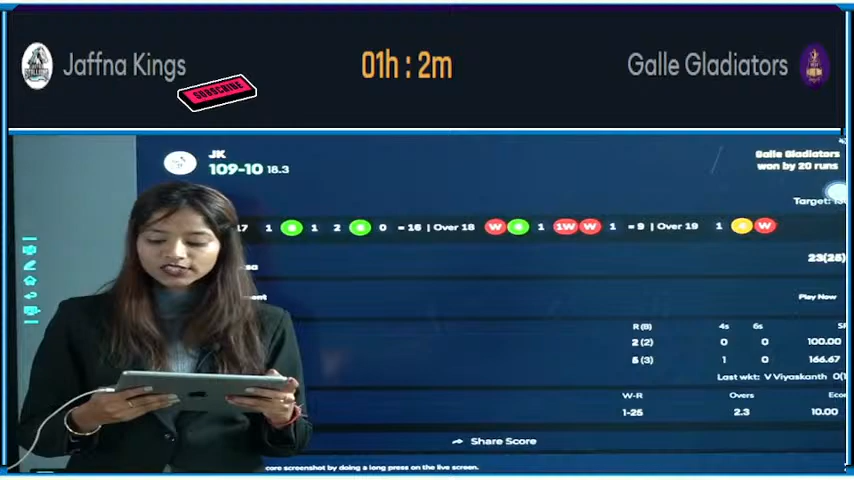 Jaffna Kings
01h : 2m
Galle Gladiators
SUBSCRIBE
JK
109-10 18.3
Galle Gladiators
won by 20 runs
Target:
17 1 1 2 0 = 16 | Over 18 W 1 1W W 1 = 9 | Over 19 1 W
23(25)
Play Now
R (B) 4s 6s
2 (2) 0 0 100.00
5 (3) 1 0 166.67
Last wkt: V Viyaskanth
W-R Overs
1-25 2.3 10.00
Share Score
core screenshot by doing a long press on the live screen.